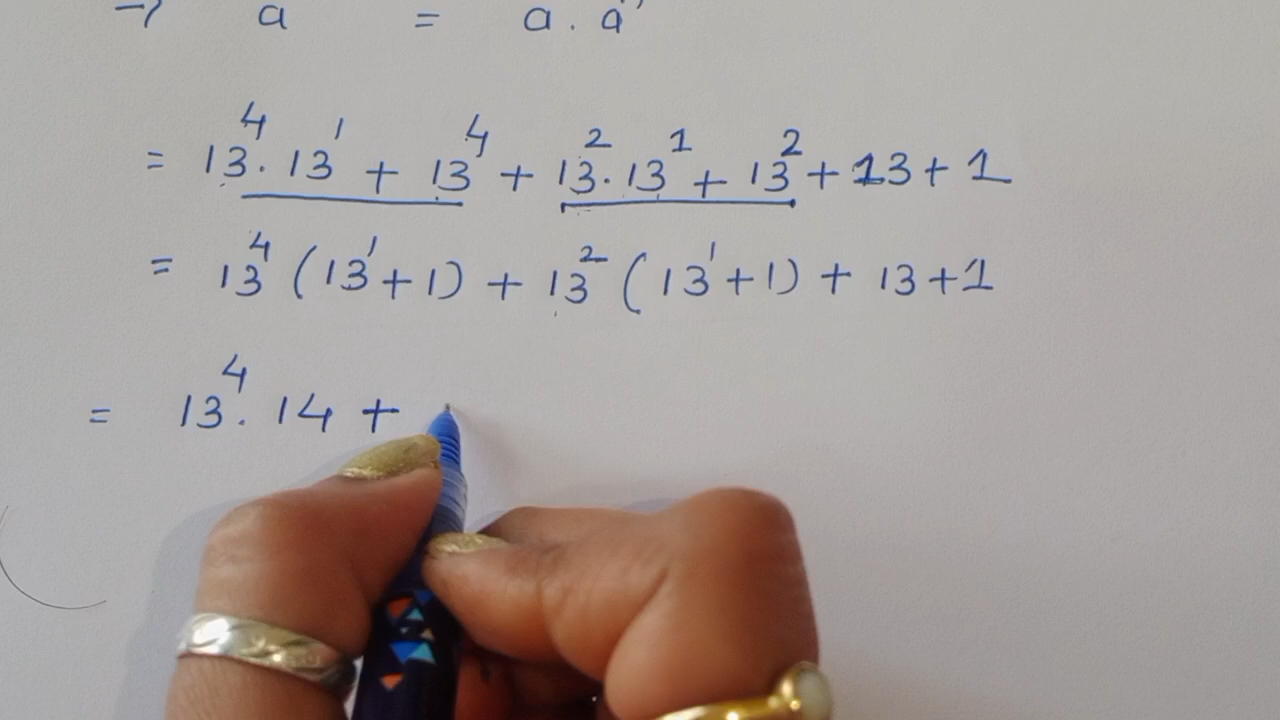 → a = a . a
= 13⁴ . 13¹ + 13⁴ + 13² . 13¹ + 13² + 13 + 1
= 13⁴ (13¹ + 1) + 13² (13¹ + 1) + 13 + 1
= 13⁴ . 14 +